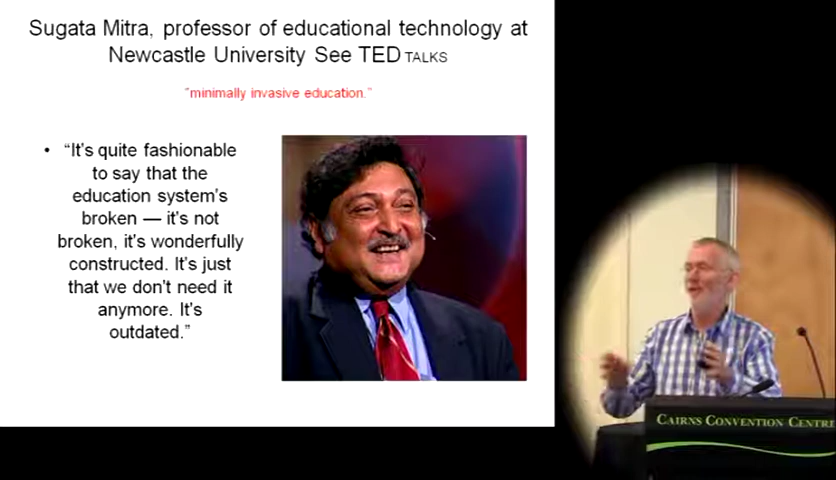 Sugata Mitra, professor of educational technology at
Newcastle University See TED TALKS
"minimally invasive education."
• “It’s quite fashionable
to say that the
education system’s
broken — it’s not
broken, it’s wonderfully
constructed. It’s just
that we don’t need it
anymore. It’s
outdated.”
CAIRNS CONVENTION CENTRE